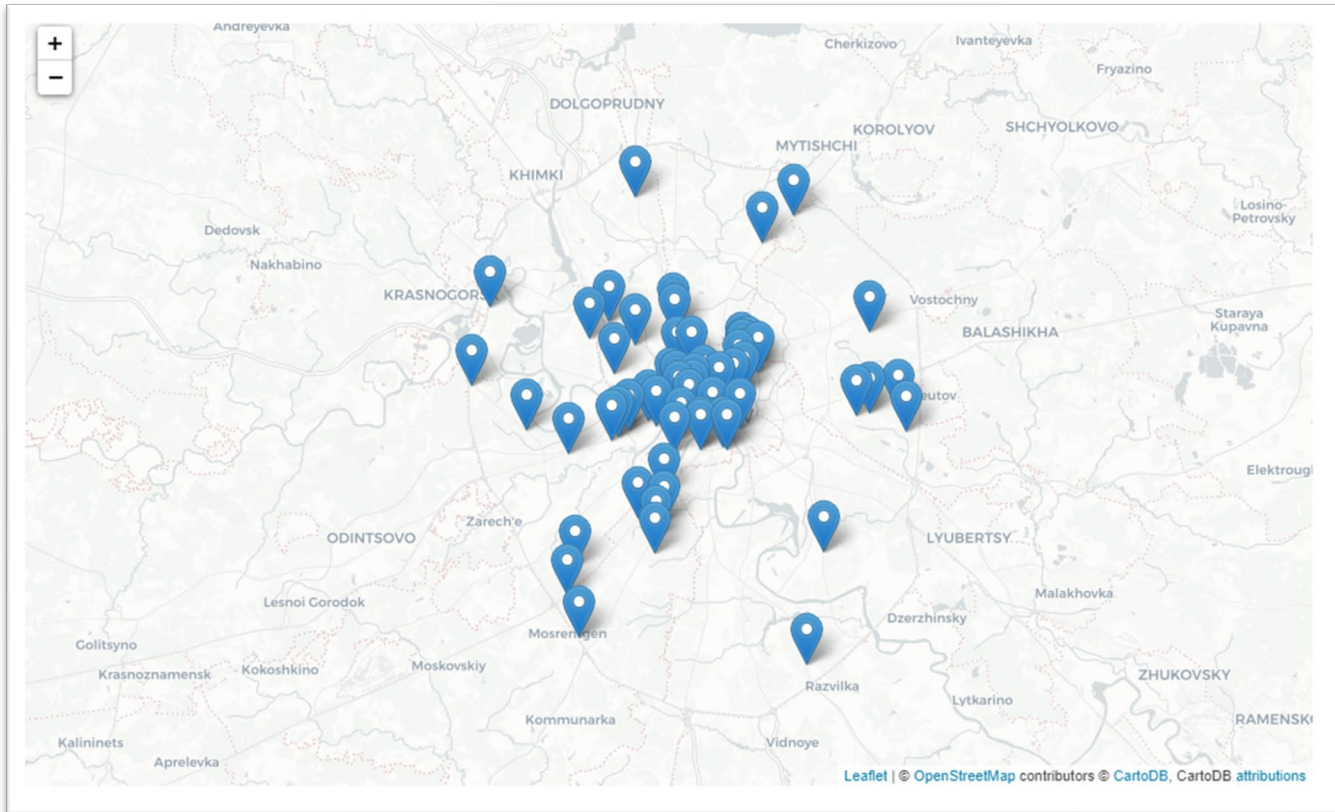 Andreyevka
+
−
Cherkizovo
Ivanteyevka
Fryazino
DOLGOPRUDNY
SHCHYOLKOVO
KOROLYOV
MYTISHCHI
KHIMKI
Losino-
Petrovsky
Dedovsk
Nakhabino
KRASNOGORS
Vostochny
BALASHIKHA
Staraya
Kupavna
eutov
Elektrougl
Zarech'e
ODINTSOVO
LYUBERTSY
Malakhovka
Lesnoi Gorodok
Dzerzhinsky
Mosrentgen
Golitsyno
Krasnoznamensk
Kokoshkino
Moskovskiy
ZHUKOVSKY
Razvilka
Lytkarino
Kommunarka
RAMENSK
Kalininets
Vidnoye
Aprelevka
Leaflet | © OpenStreetMap contributors © CartoDB, CartoDB attributions